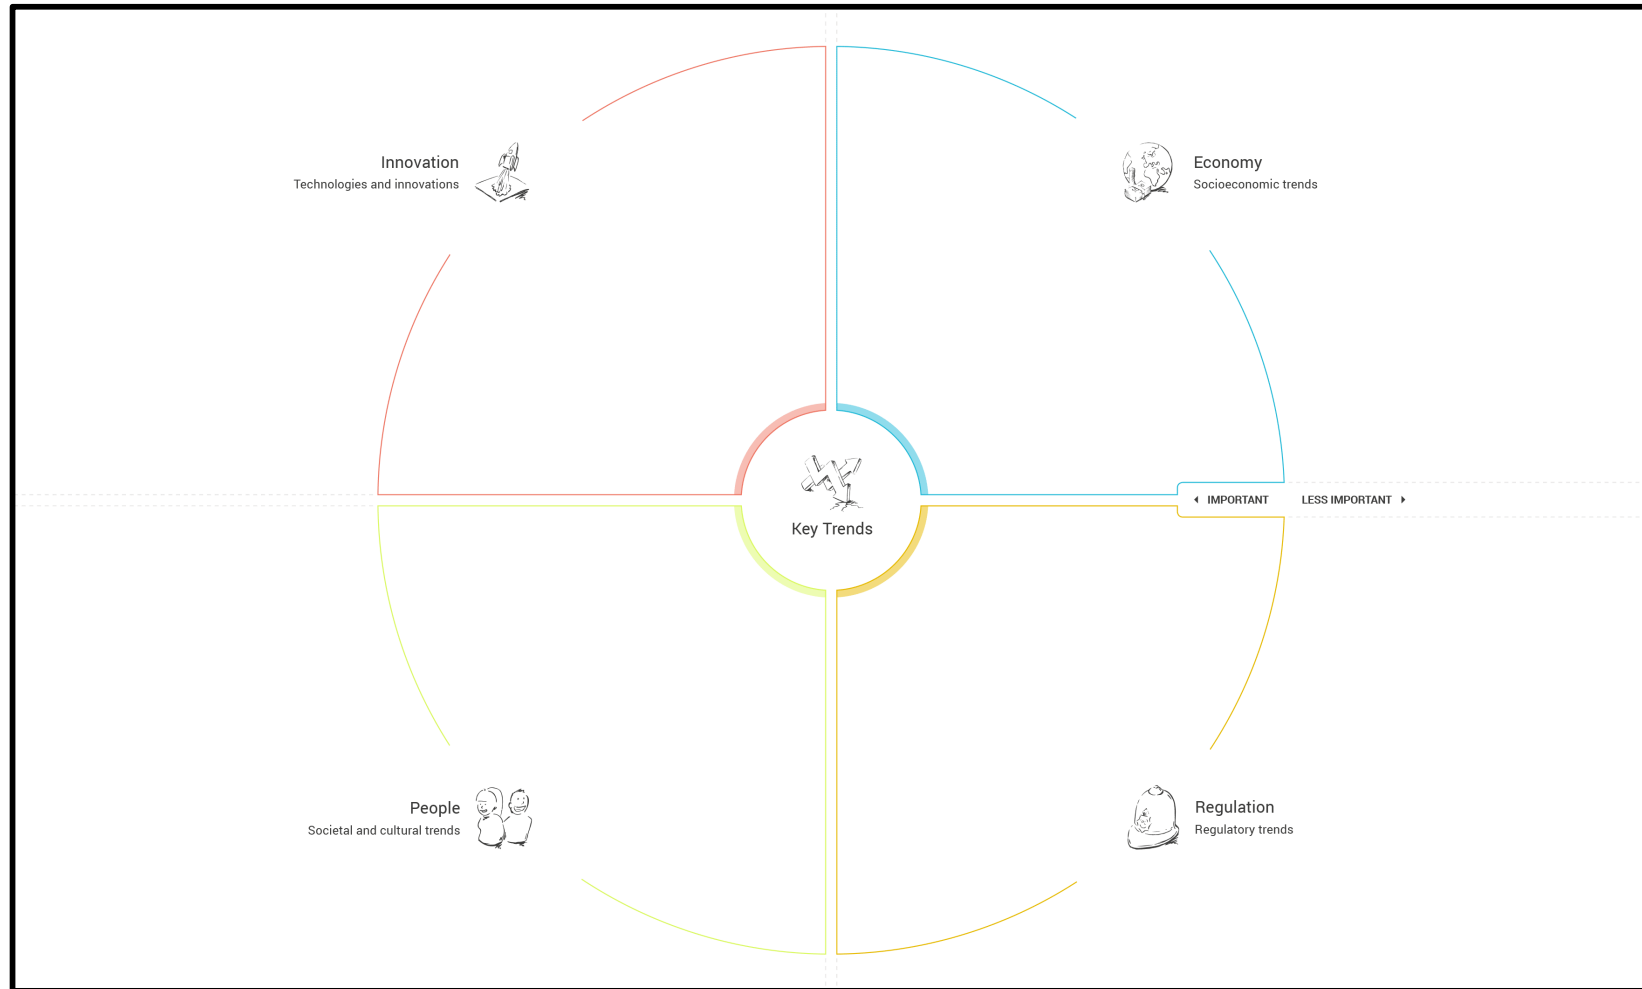 Innovation
Technologies and innovations
Economy
Socioeconomic trends
Key Trends
IMPORTANT
LESS IMPORTANT
People
Societal and cultural trends
Regulation
Regulatory trends